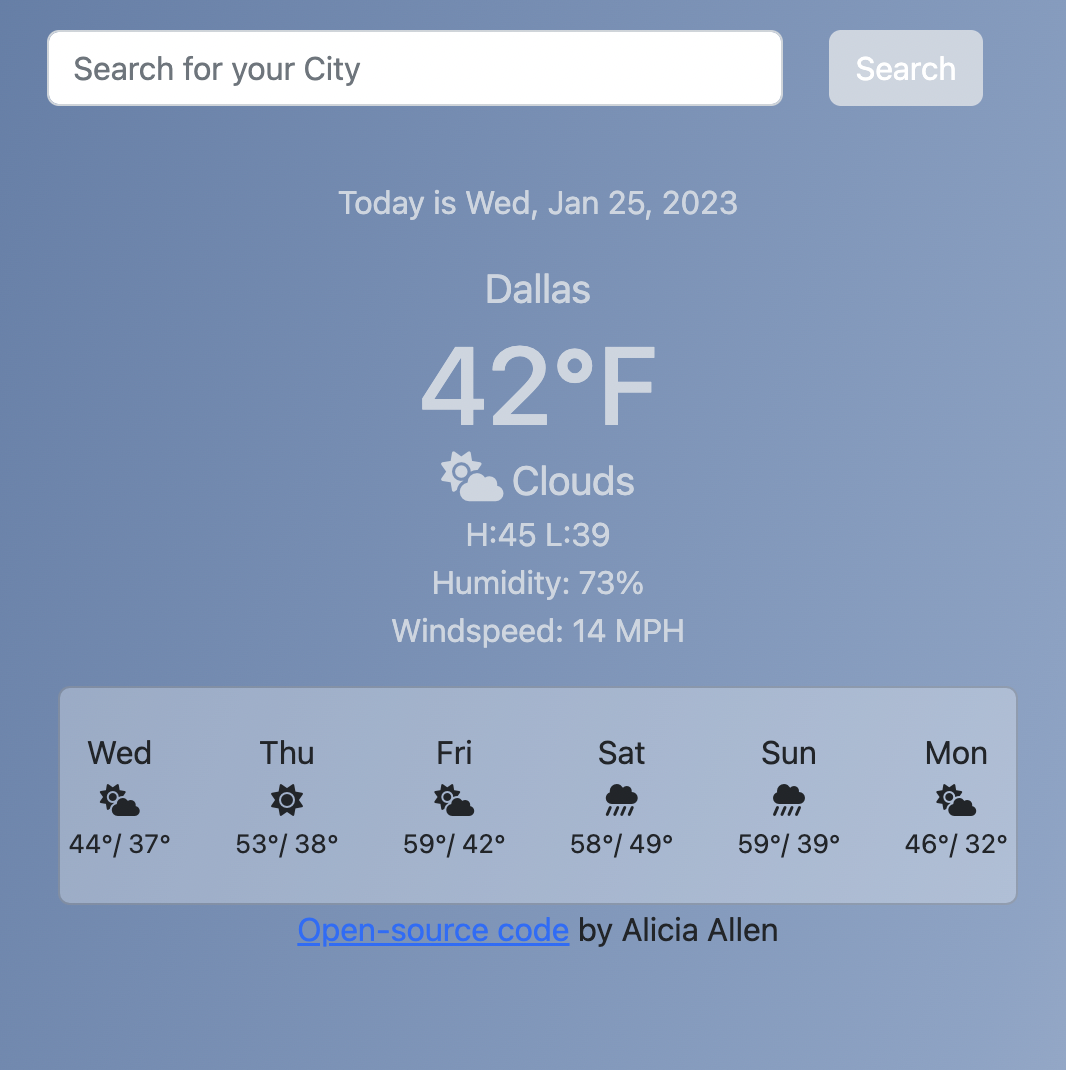 Search for your City Search
Today is Wed, Jan 25, 2023
Dallas
42°F
Clouds
H:45 L:39
Humidity: 73%
Windspeed: 14 MPH
Wed Thu Fri Sat Sun Mon
44°/ 37° 53°/ 38° 59°/ 42° 58°/ 49° 59°/ 39° 46°/ 32°
Open-source code by Alicia Allen